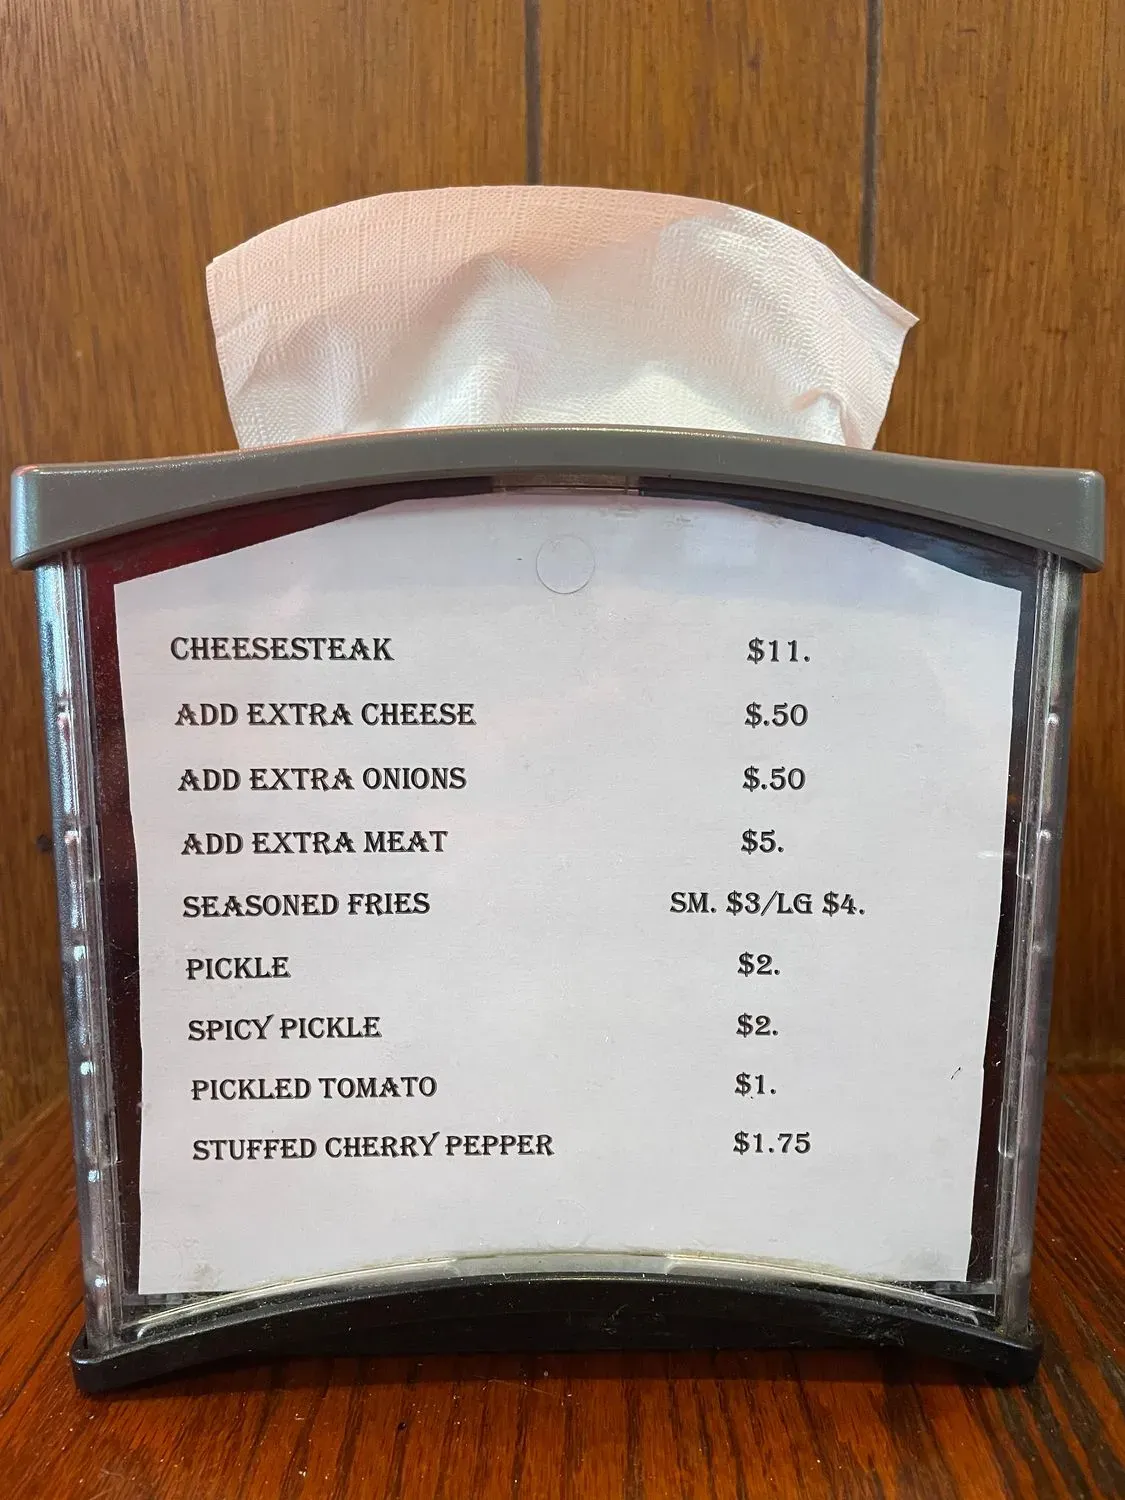 CHEESESTEAK $11.
ADD EXTRA CHEESE $.50
ADD EXTRA ONIONS $.50
ADD EXTRA MEAT $5.
SEASONED FRIES SM. $3/LG $4.
PICKLE $2.
SPICY PICKLE $2.
PICKLED TOMATO $1.
STUFFED CHERRY PEPPER $1.75